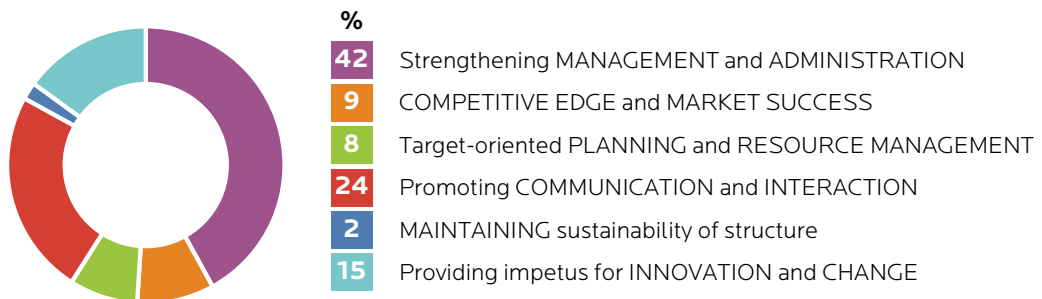 %
42 Strengthening MANAGEMENT and ADMINISTRATION
9 COMPETITIVE EDGE and MARKET SUCCESS
8 Target-oriented PLANNING and RESOURCE MANAGEMENT
24 Promoting COMMUNICATION and INTERACTION
2 MAINTAINING sustainability of structure
15 Providing impetus for INNOVATION and CHANGE